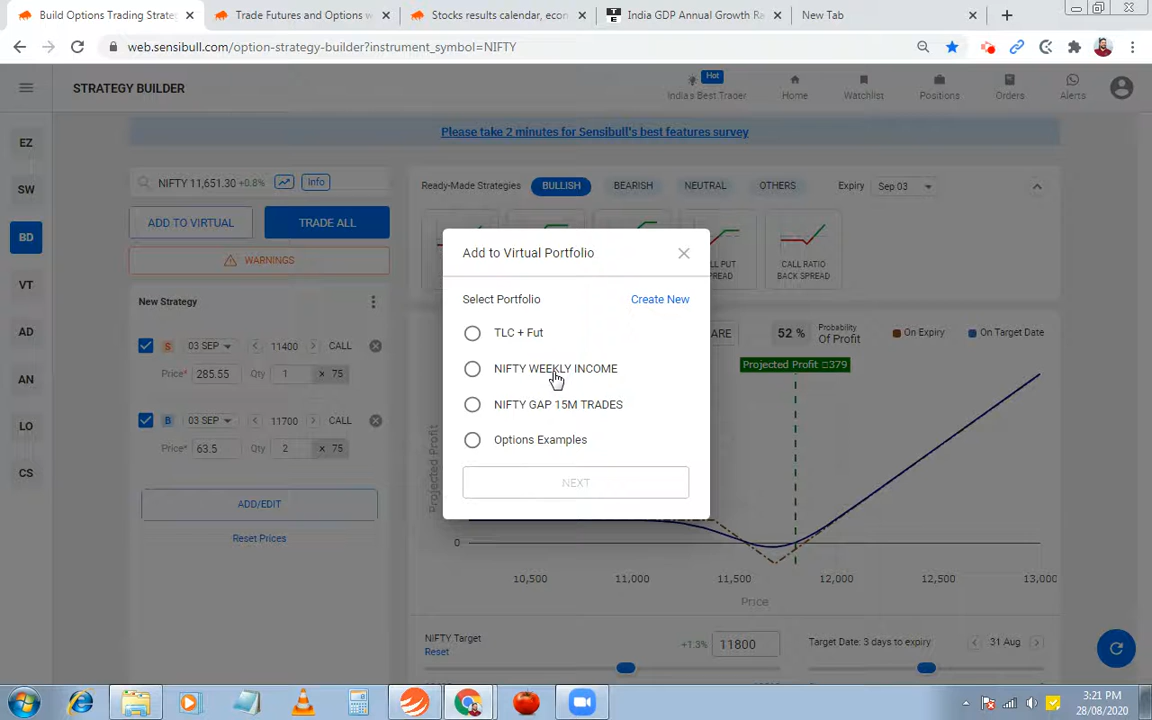 Build Options Trading Strate
Trade Futures and Options w
Stocks results calendar, econ
India GDP Annual Growth Ra
New Tab
web.sensibull.com/option-strategy-builder?instrument_symbol=NIFTY
STRATEGY BUILDER
Hot
India's Best Trader
Home
Watchlist
Positions
Orders
Alerts
Please take 2 minutes for Sensibull's best features survey
EZ
SW
BD
VT
AD
AN
LO
CS
NIFTY 11,651.30 +0.8%
Info
ADD TO VIRTUAL
TRADE ALL
WARNINGS
New Strategy
S 03 SEP < 11400 > CALL
Price* 285.55 Qty 1 × 75
B 03 SEP < 11700 > CALL
Price* 63.5 Qty 2 × 75
ADD/EDIT
Reset Prices
Ready-Made Strategies
BULLISH
BEARISH
NEUTRAL
OTHERS
Expiry Sep 03
PUT
SPREAD
CALL RATIO
BACK SPREAD
Add to Virtual Portfolio
Select Portfolio
Create New
TLC + Fut
NIFTY WEEKLY INCOME
NIFTY GAP 15M TRADES
Options Examples
NEXT
52 %
Probability
Of Profit
On Expiry
On Target Date
Projected Profit □379
Projected Profit
0
10,500
11,000
11,500
12,000
12,500
13,000
Price
NIFTY Target
Reset
+1.3%
11800
Target Date: 3 days to expiry
< 31 Aug >
3:21 PM
28/08/2020